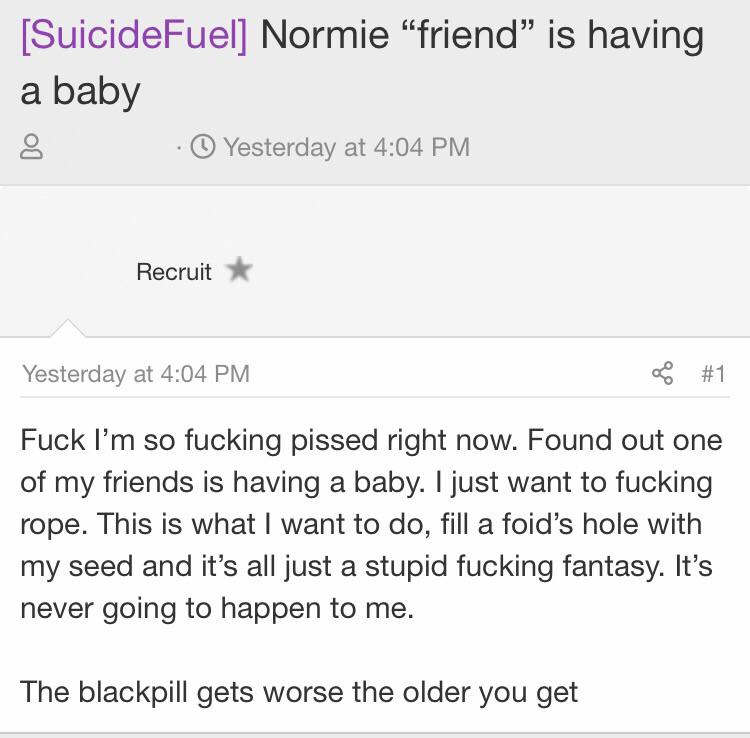 [SuicideFuel] Normie “friend” is having
a baby
· Yesterday at 4:04 PM
Recruit
Yesterday at 4:04 PM
#1
Fuck I’m so fucking pissed right now. Found out one
of my friends is having a baby. I just want to fucking
rope. This is what I want to do, fill a foid’s hole with
my seed and it’s all just a stupid fucking fantasy. It’s
never going to happen to me.
The blackpill gets worse the older you get